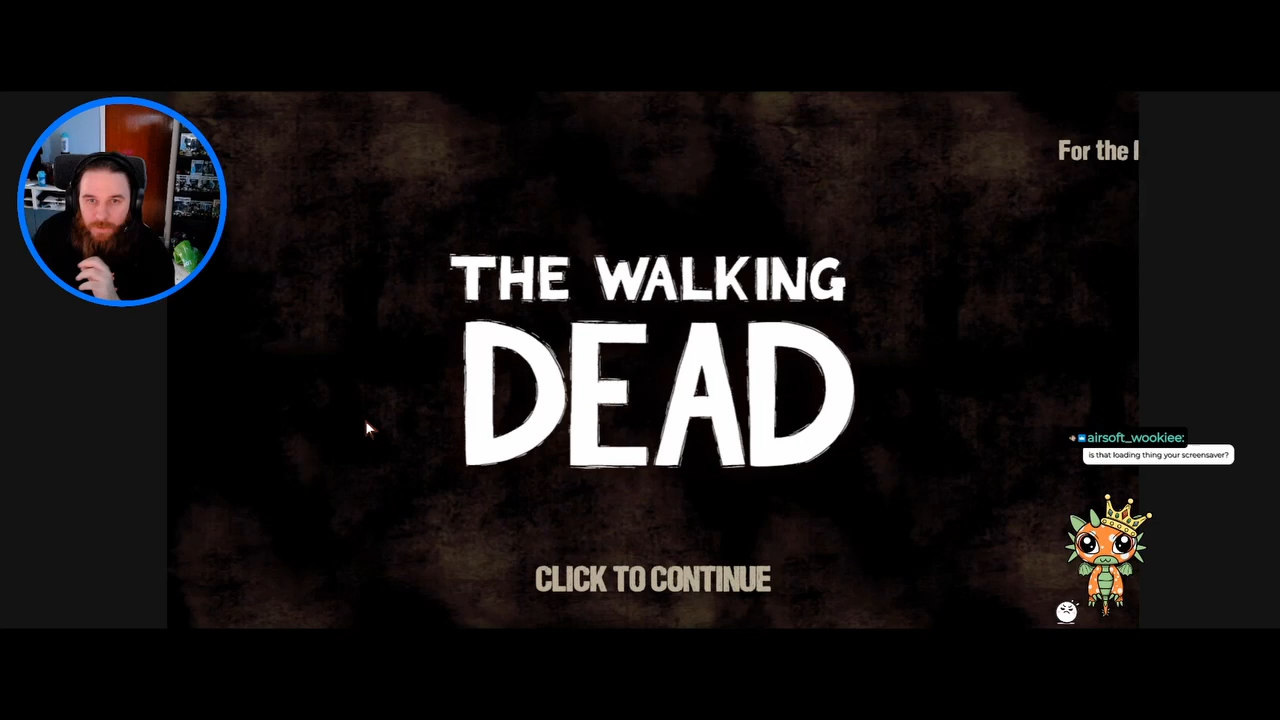 For the
THE WALKING
DEAD
airsoft_wookiee:
is that loading thing your screensaver?
CLICK TO CONTINUE